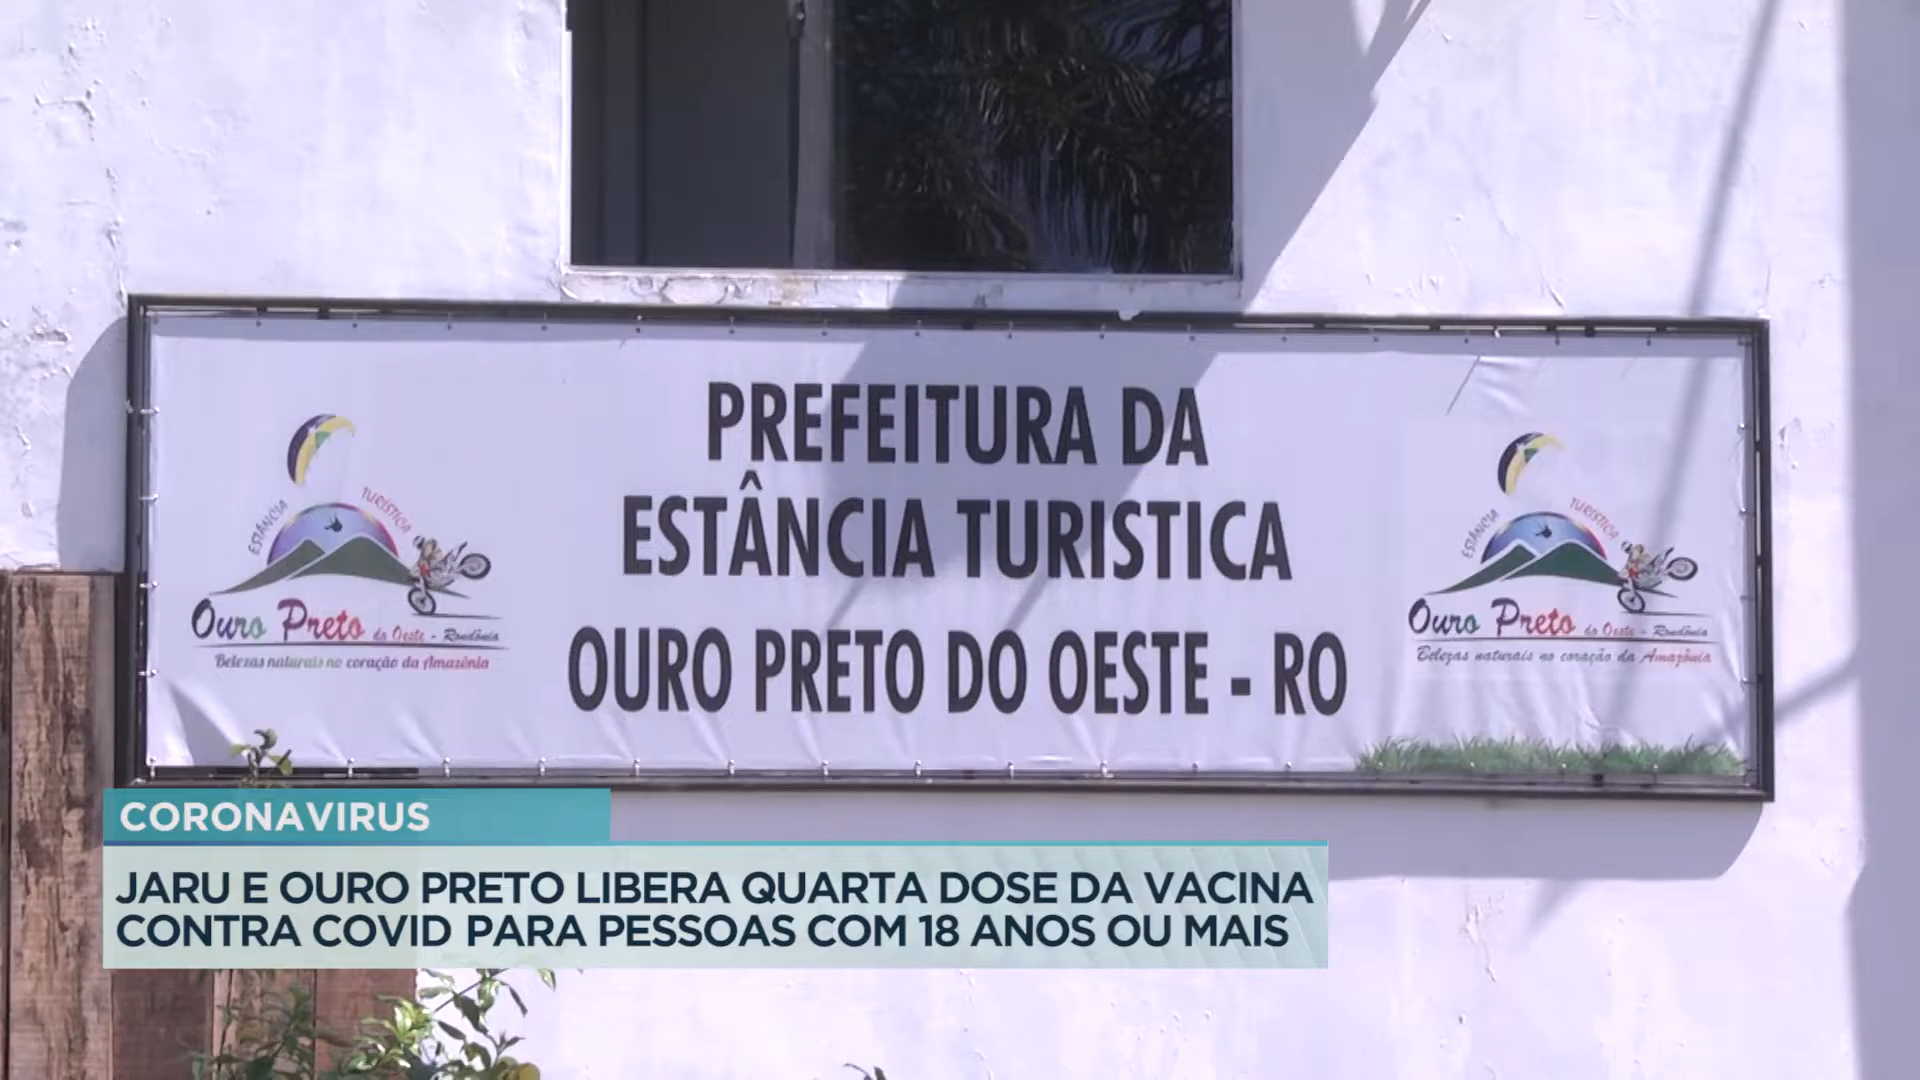 PREFEITURA DA
ESTÂNCIA TURISTICA
OURO PRETO DO OESTE - RO
ESTÂNCIA TURÍSTICA
Ouro Preto do Oeste - Rondônia
Belezas naturais no coração da Amazônia
ESTÂNCIA TURÍSTICA
Ouro Preto do Oeste - Rondônia
Belezas naturais no coração da Amazônia
CORONAVIRUS
JARU E OURO PRETO LIBERA QUARTA DOSE DA VACINA
CONTRA COVID PARA PESSOAS COM 18 ANOS OU MAIS